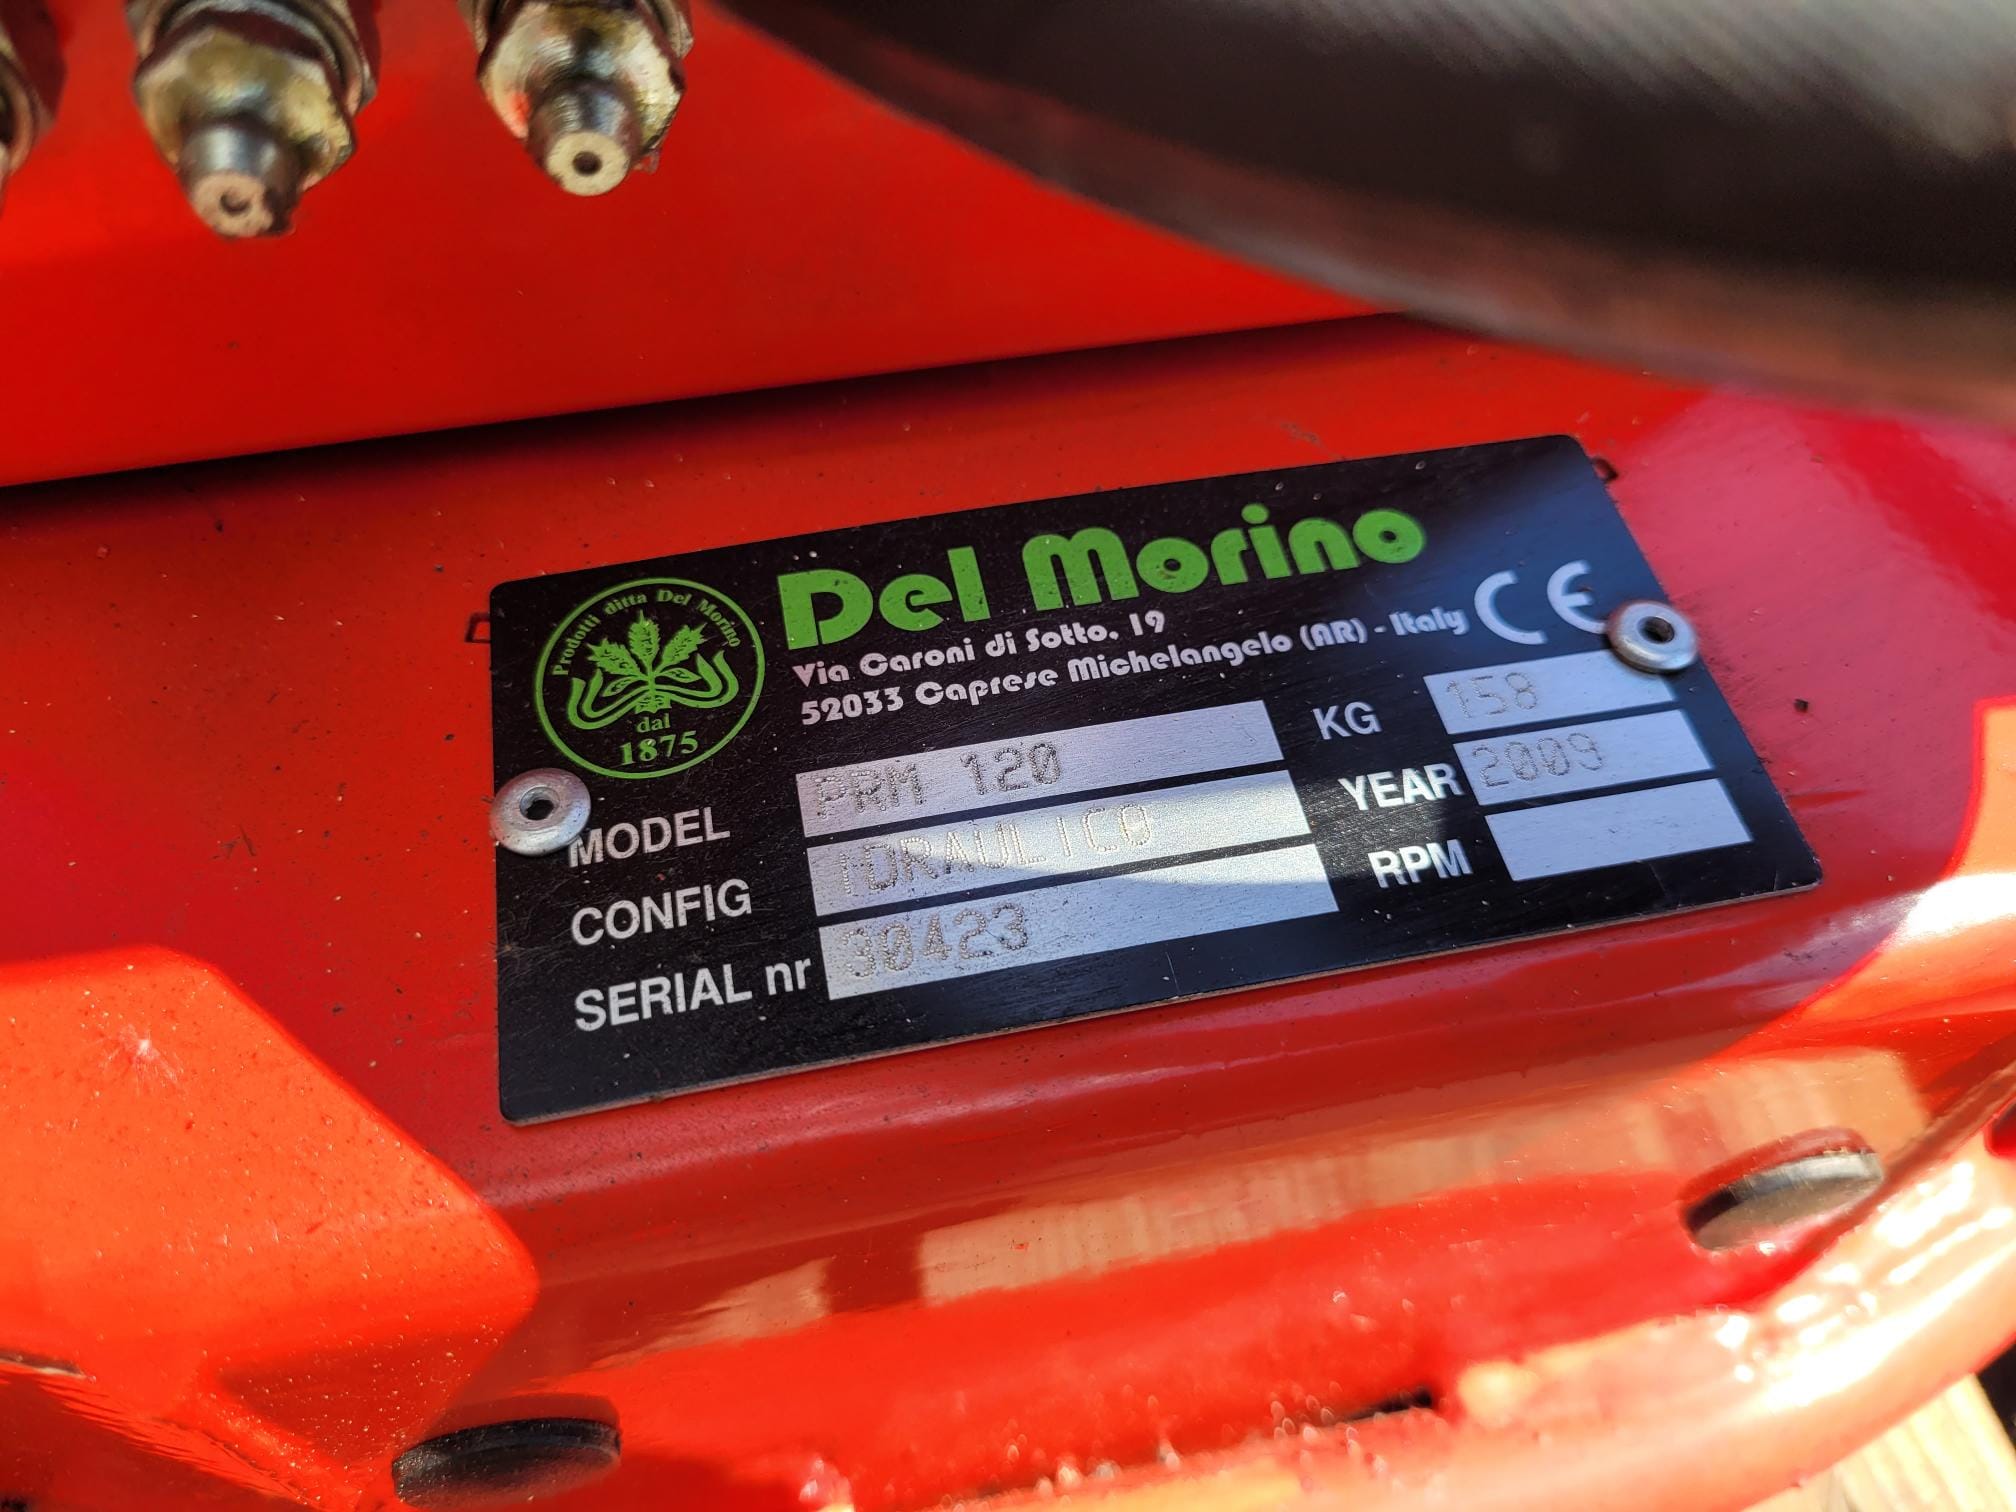 Prodotti ditta Del Morino
dal
1875
Del Morino
Via Caroni di Sotto, 19
52033 Caprese Michelangelo (AR) - Italy
CE
MODEL PRM 120
KG 158
CONFIG IDRAULICO
YEAR 2009
SERIAL nr 30423
RPM